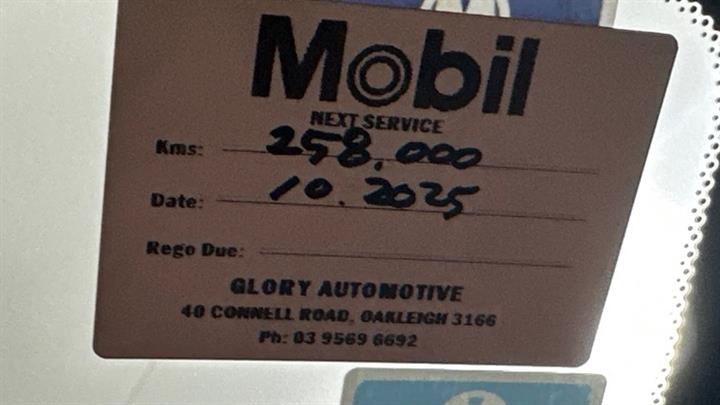 Mobil
NEXT SERVICE
Kms: 258,000
Date: 10.2025
Rego Due:
GLORY AUTOMOTIVE
40 CONNELL ROAD, OAKLEIGH 3166
Ph: 03 9569 6692